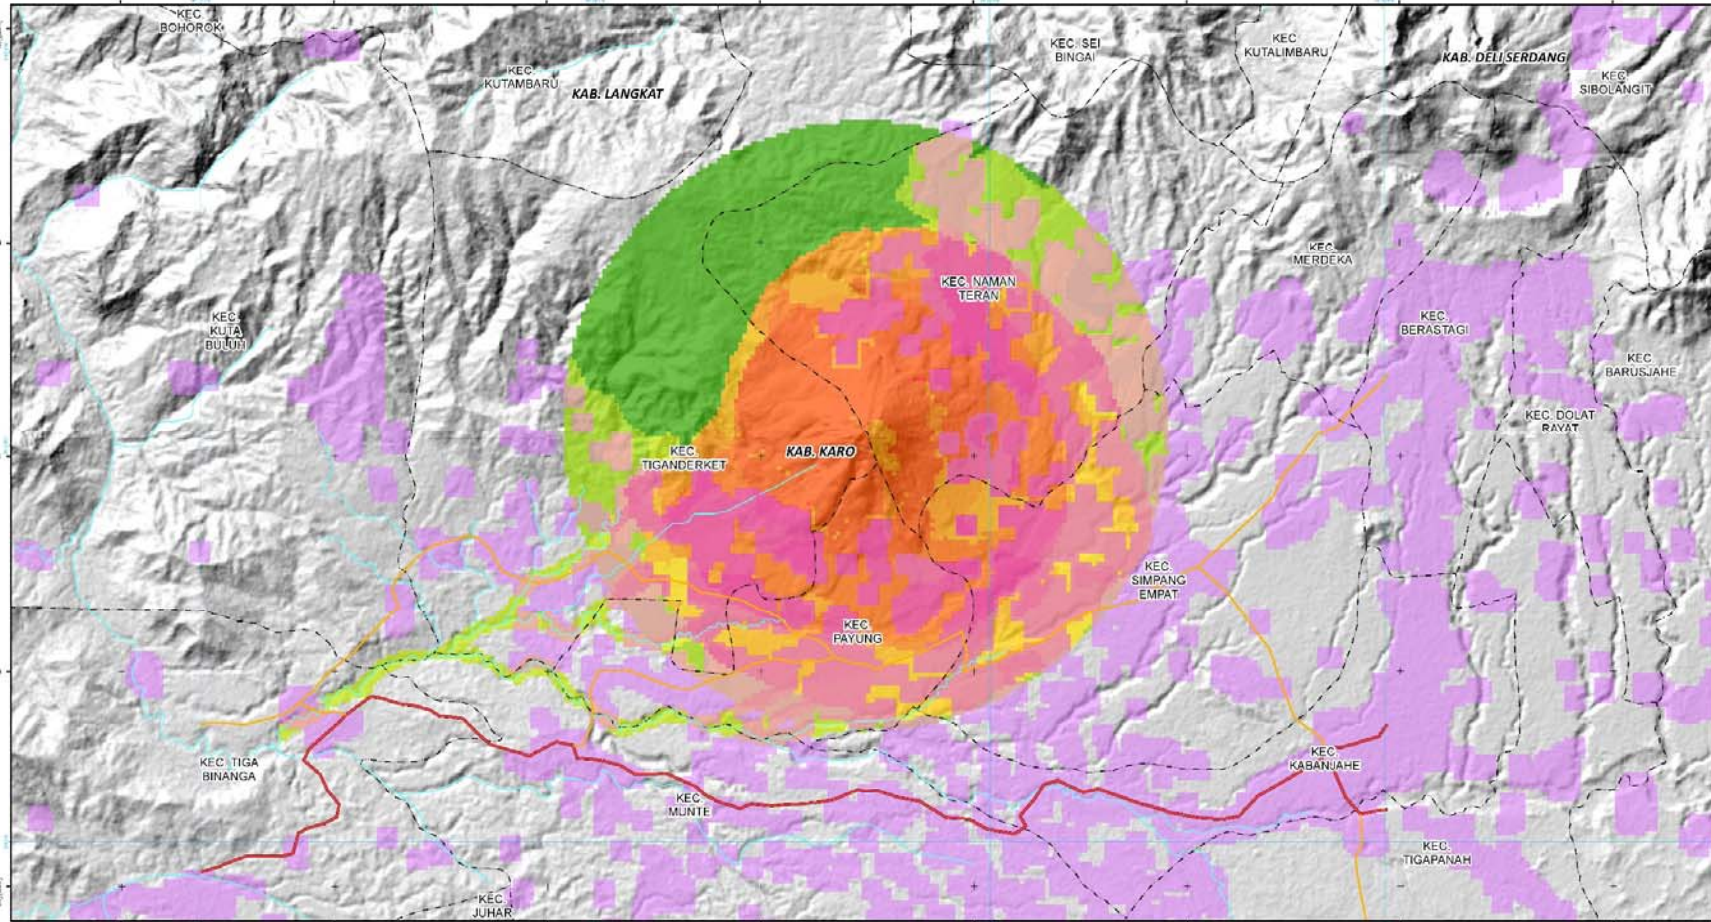 KEC.
BOHOROK
KEC.
KUTAMBARU
KAB. LANGKAT
KEC. SEI
BINGAI
KEC
KUTALIMBARU
KAB. DELI SERDANG
KEC.
SIBOLANGIT
KEC. NAMAN
TERAN
KEC.
MERDEKA
KEC.
KUTA
BULUH
KEC.
BERASTAGI
KEC.
BARUSJAHE
KEC. DOLAT
RAYAT
KEC.
TIGANDERKET
KAB. KARO
KEC.
SIMPANG
EMPAT
KEC.
PAYUNG
KEC. TIGA
BINANGA
KEC
KABANJAHE
KEC.
MUNTE
KEC.
TIGAPANAH
KEC.
JUHAR